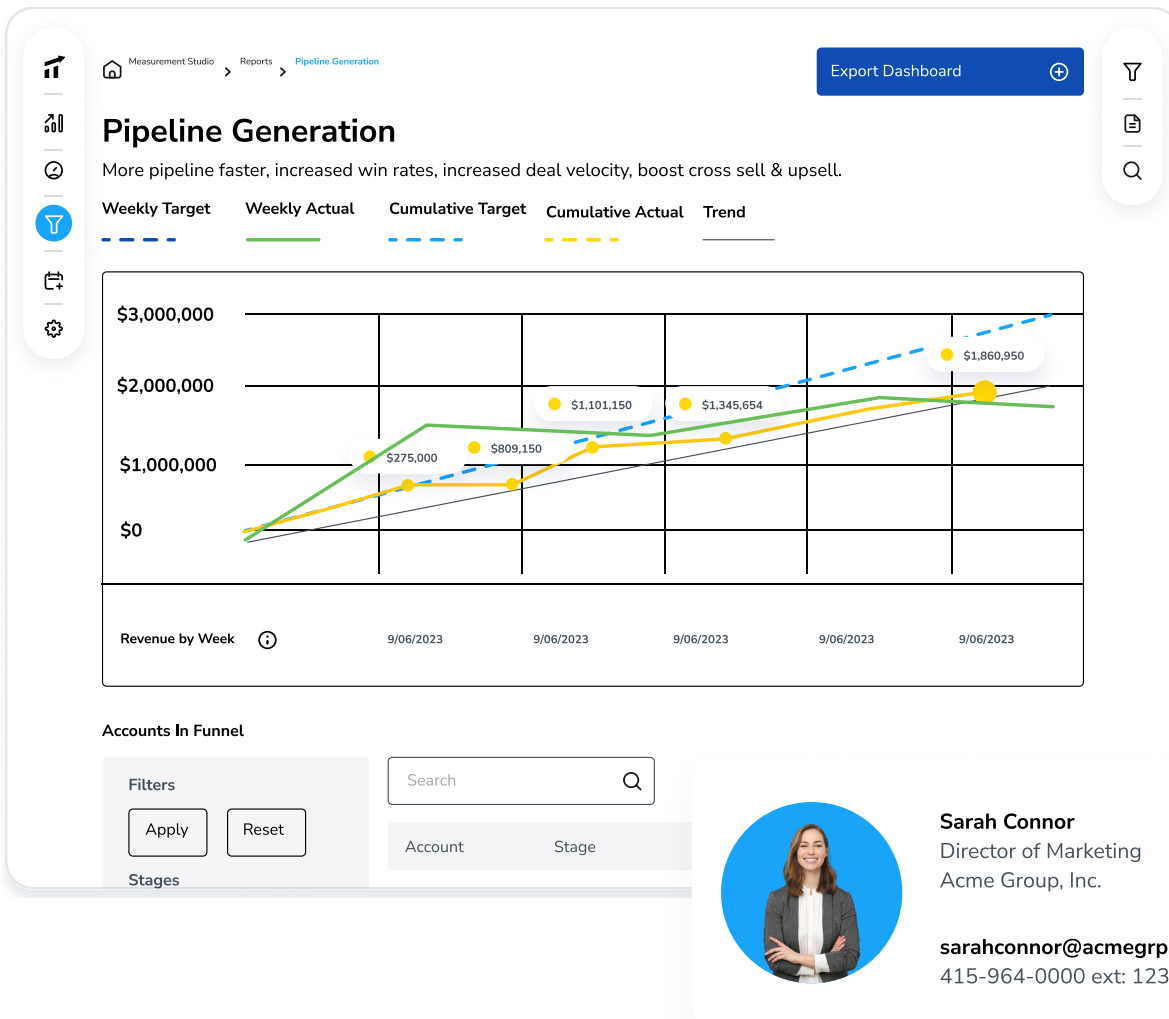 Measurement Studio
Reports
Pipeline Generation
Export Dashboard
Pipeline Generation
More pipeline faster, increased win rates, increased deal velocity, boost cross sell & upsell.
Weekly Target
Weekly Actual
Cumulative Target
Cumulative Actual
Trend
$3,000,000
$1,860,950
$2,000,000
$1,101,150
$1,345,654
$809,150
$275,000
$1,000,000
$0
Revenue by Week
9/06/2023
9/06/2023
9/06/2023
9/06/2023
9/06/2023
Accounts In Funnel
Filters
Apply
Reset
Stages
Search
Account
Stage
Sarah Connor
Director of Marketing
Acme Group, Inc.
sarahconnor@acmegrp
415-964-0000 ext: 123